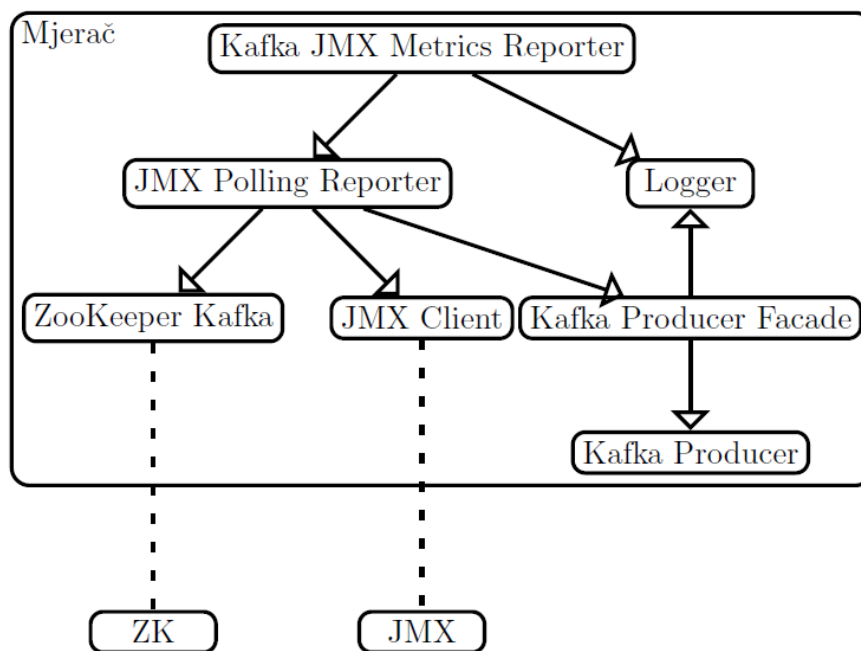 Mjerač
Kafka JMX Metrics Reporter
JMX Polling Reporter
Logger
ZooKeeper Kafka
JMX Client
Kafka Producer Facade
Kafka Producer
ZK
JMX